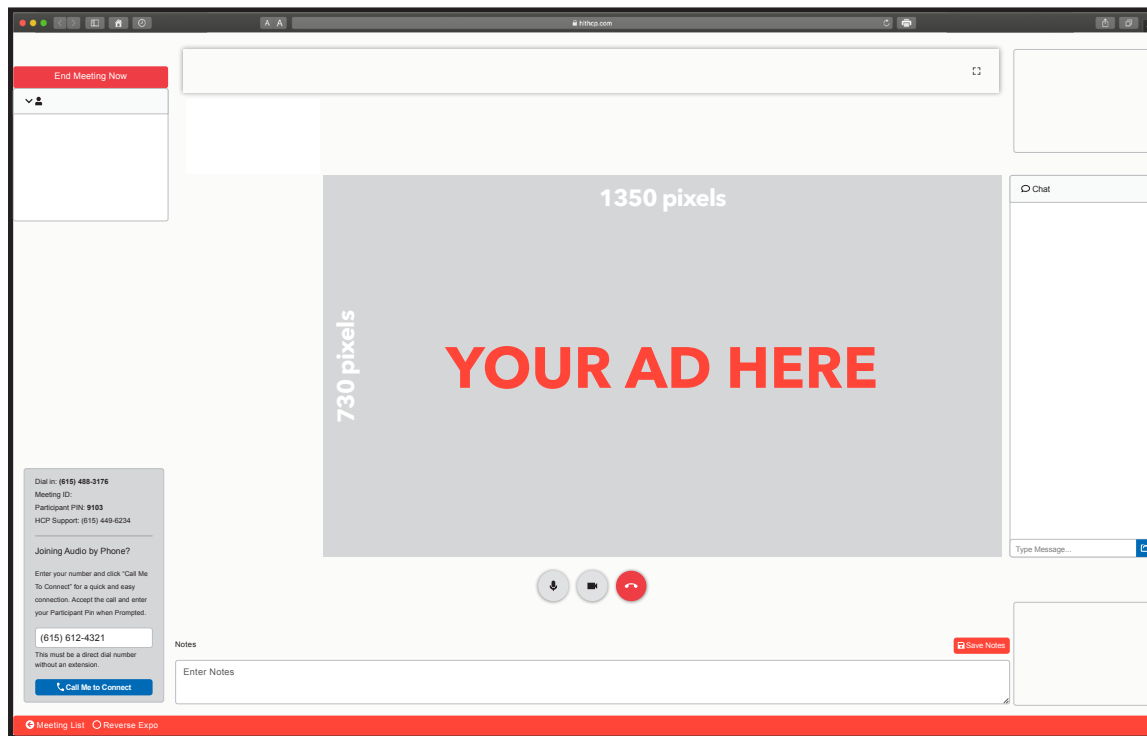 A A
hithcp.com
End Meeting Now
1350 pixels
730 pixels
YOUR AD HERE
Chat
Type Message...
Dial in: (615) 488-3176
Meeting ID:
Participant PIN: 9103
HCP Support: (615) 449-6234
Joining Audio by Phone?
Enter your number and click “Call Me
To Connect” for a quick and easy
connection. Accept the call and enter
your Participant Pin when Prompted.
(615) 612-4321
This must be a direct dial number
without an extension.
Call Me to Connect
Notes
Save Notes
Enter Notes
Meeting List
Reverse Expo